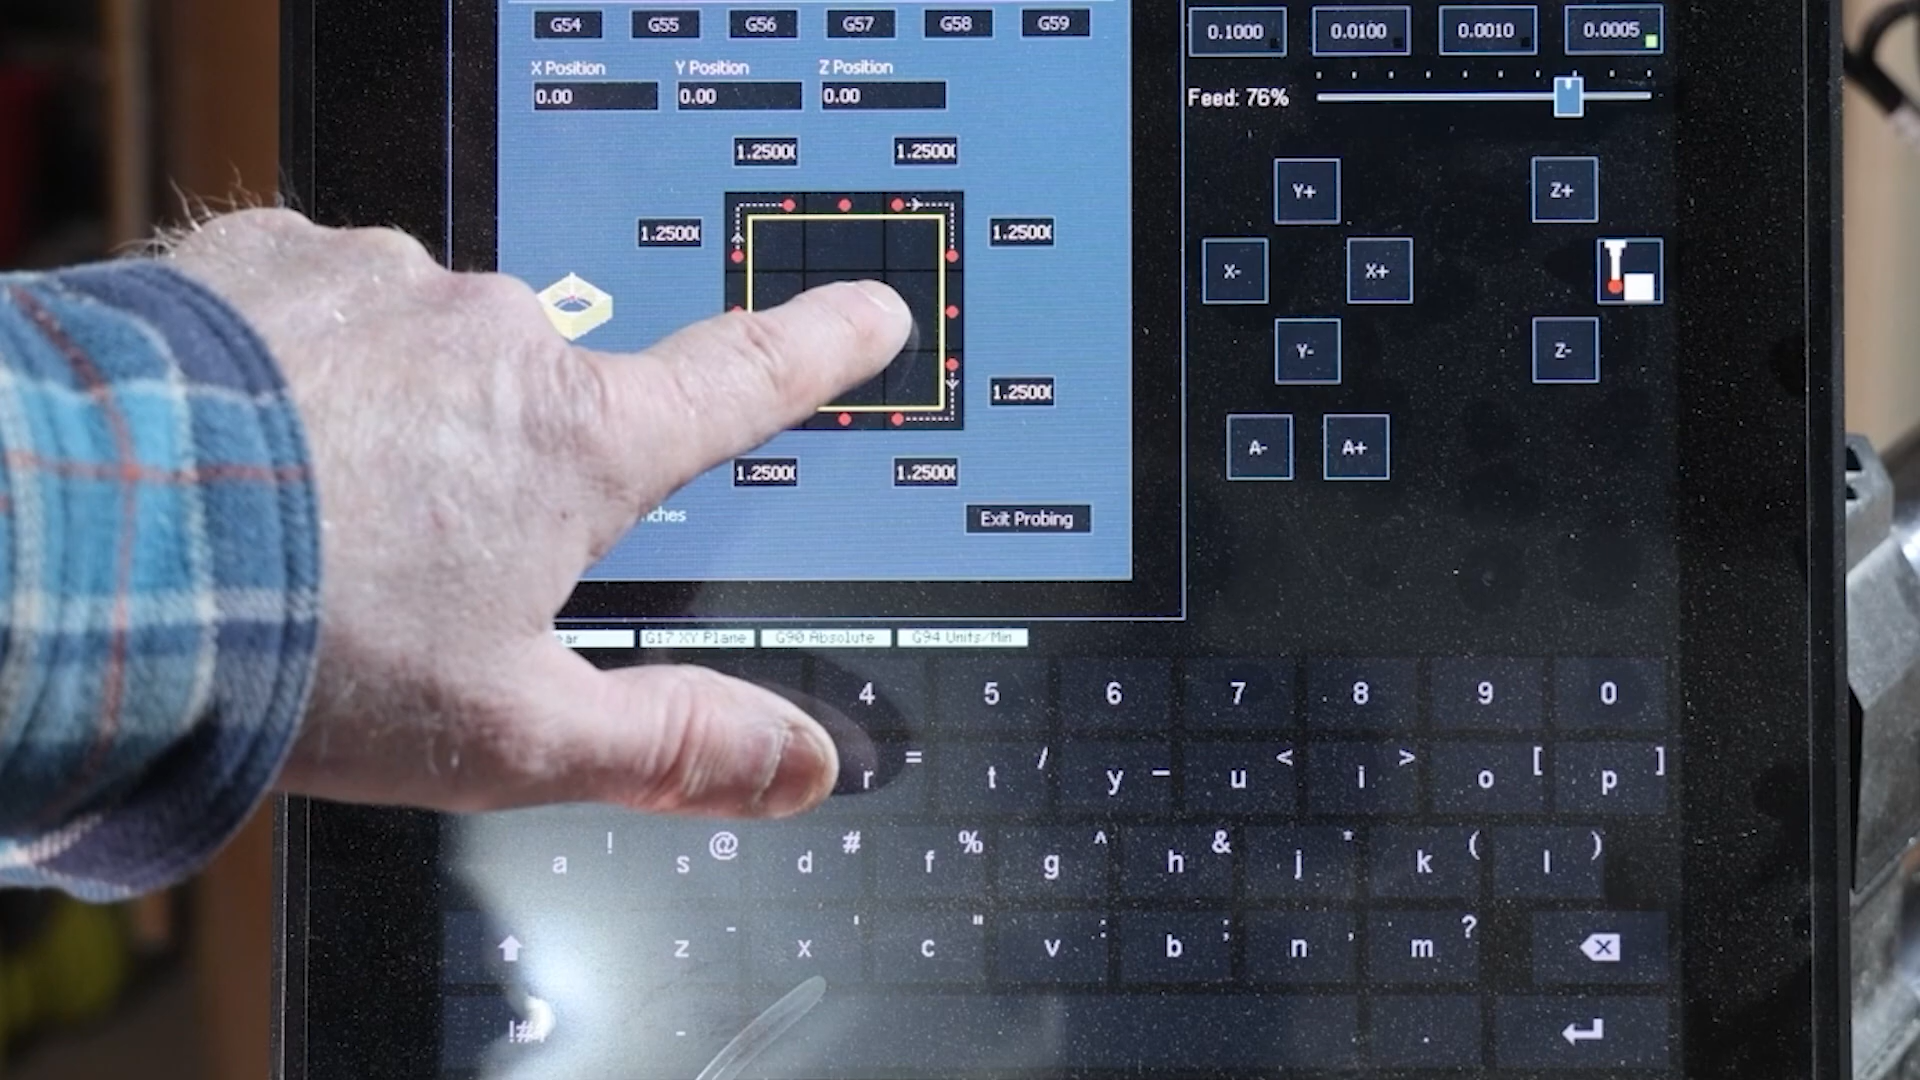 G54 G55 G56 G57 G58 G59
0.1000 0.0100 0.0010 0.0005
X Position Y Position Z Position
0.00 0.00 0.00
Feed: 76%
1.2500 1.2500
Y+ Z+
1.2500 1.2500
X- X+
Y- Z-
1.2500
A- A+
1.2500 1.2500
nches Exit Probing
ear G17 XY Plane G90 Absolute G94 Units/Min
4 5 6 7 8 9 0
r = t / y _ u < i > o [ p ]
a ! s @ d # f % g ^ h & j * k ( l )
z - x ' c " v : b ; n , m ?
!#
- .